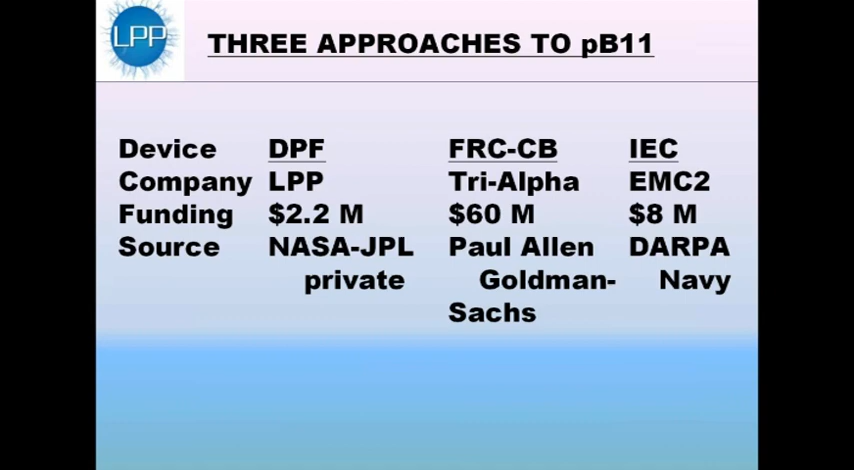 LPP
THREE APPROACHES TO pB11
Device DPF FRC-CB IEC
Company LPP Tri-Alpha EMC2
Funding $2.2 M $60 M $8 M
Source NASA-JPL Paul Allen DARPA
private Goldman- Navy
Sachs